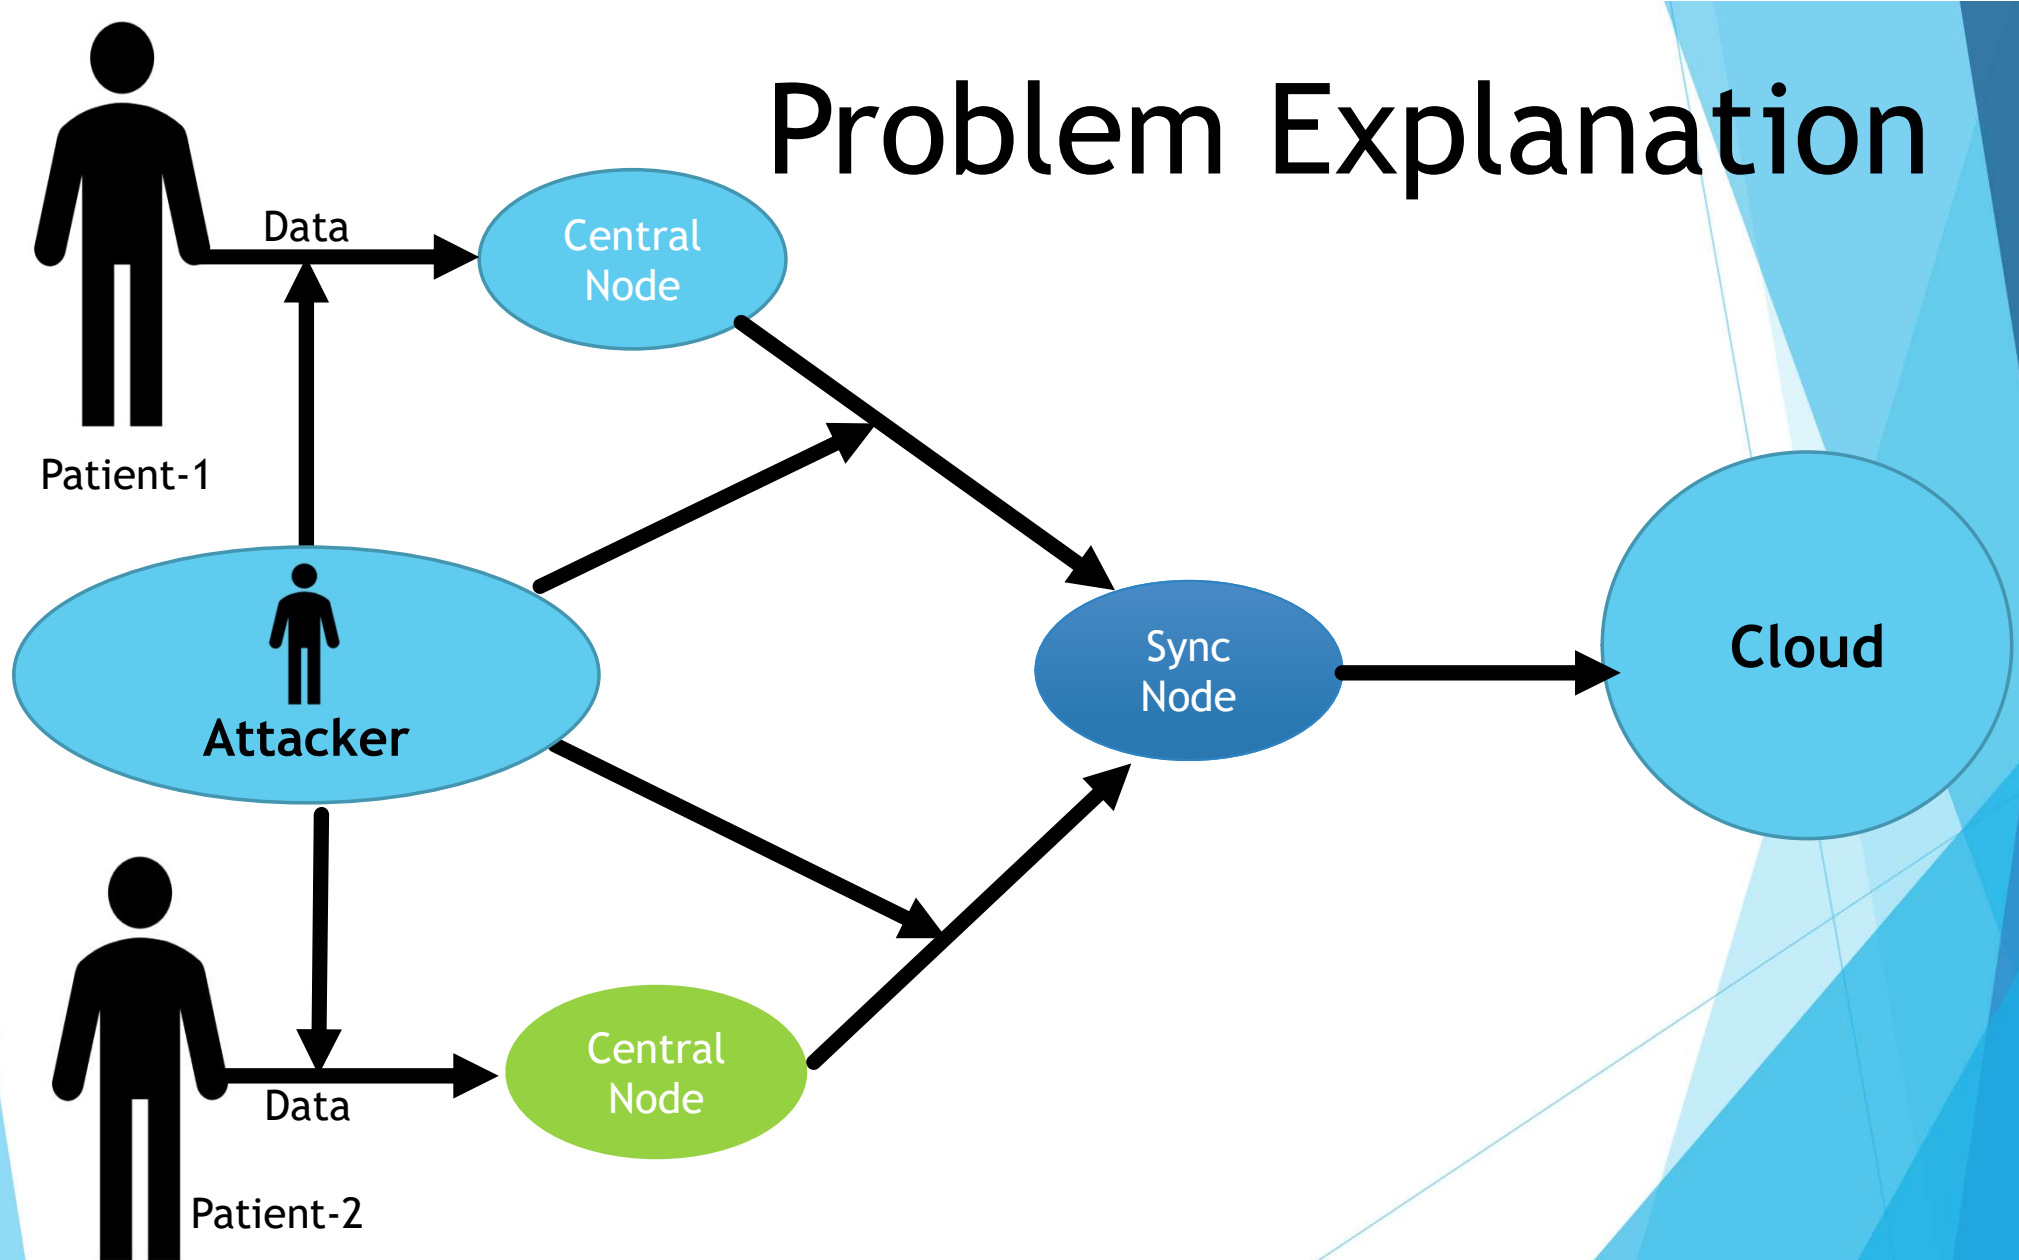 Problem Explanation
Data
Central
Node
Patient-1
Attacker
Sync
Node
Cloud
Central
Node
Data
Patient-2